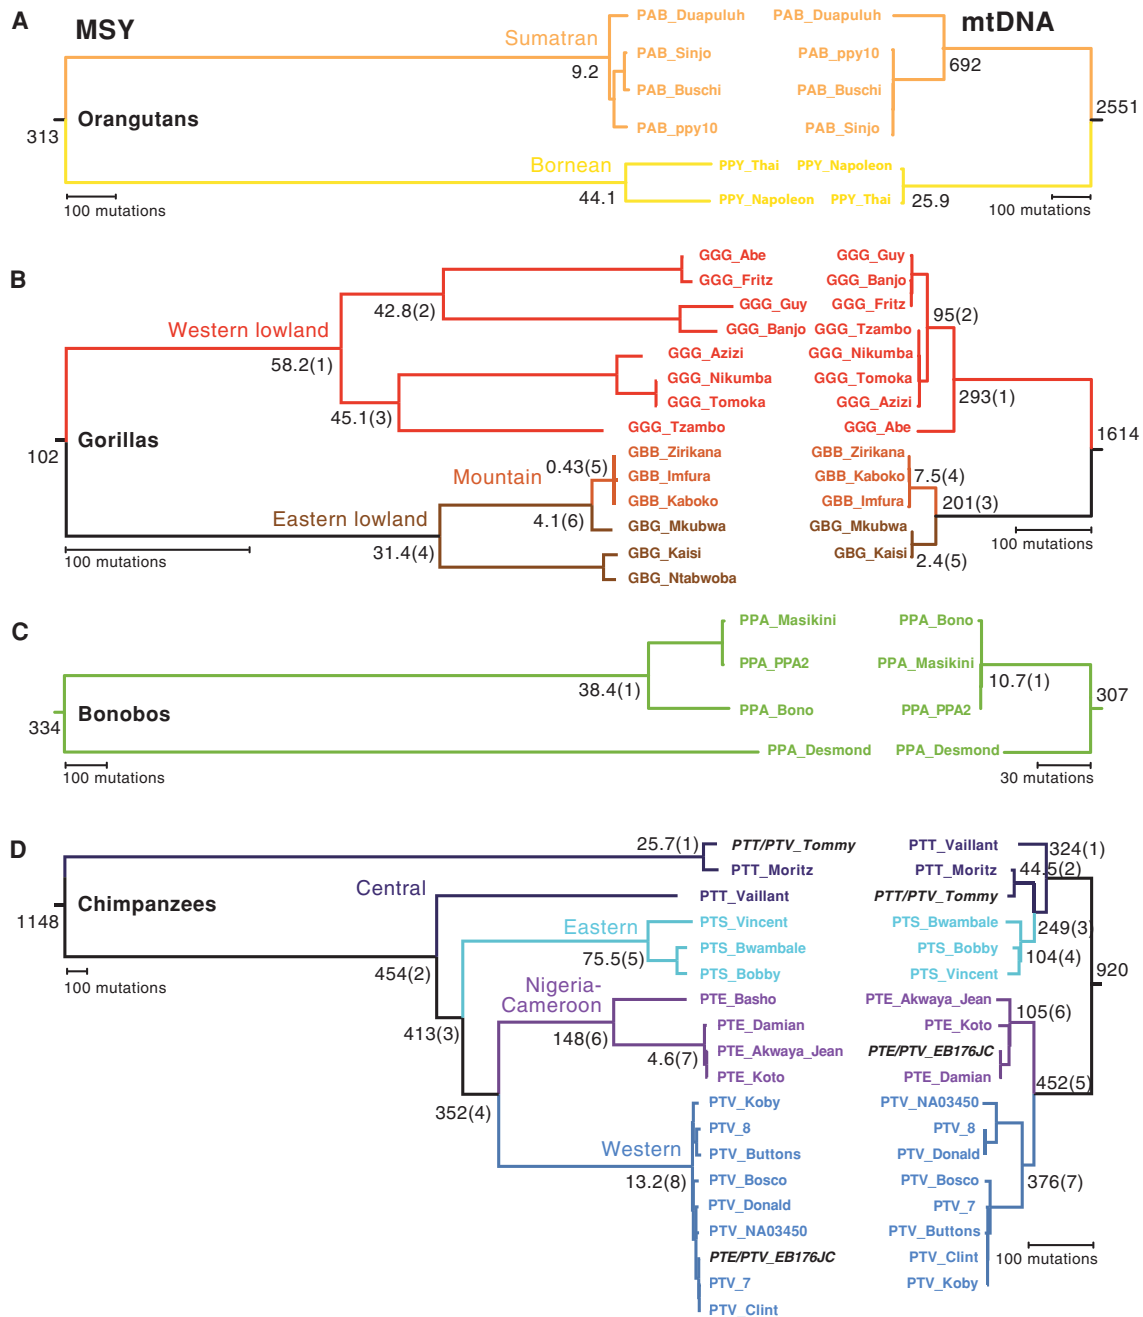 A
MSY
mtDNA
Sumatran
PAB_Duapuluh
PAB_Sinjo
PAB_Buschi
PAB_ppy10
9.2
PAB_Duapuluh
PAB_ppy10
PAB_Buschi
PAB_Sinjo
692
2551
313
Orangutans
Bornean
44.1
PPY_Thai
PPY_Napoleon
PPY_Napoleon
PPY_Thai
25.9
100 mutations
100 mutations
B
GGG_Abe
GGG_Fritz
GGG_Guy
GGG_Banjo
GGG_Azizi
GGG_Nikumba
GGG_Tomoka
GGG_Tzambo
GBB_Zirikana
GBB_Imfura
GBB_Kaboko
GBG_Mkubwa
GBG_Kaisi
GBG_Ntabwoba
42.8(2)
Western lowland
58.2(1)
45.1(3)
102
Gorillas
Mountain
0.43(5)
4.1(6)
Eastern lowland
31.4(4)
100 mutations
GGG_Guy
GGG_Banjo
GGG_Fritz
GGG_Tzambo
GGG_Nikumba
GGG_Tomoka
GGG_Azizi
GGG_Abe
GBB_Zirikana
GBB_Kaboko
GBB_Imfura
GBG_Mkubwa
GBG_Kaisi
95(2)
293(1)
1614
7.5(4)
201(3)
2.4(5)
100 mutations
C
PPA_Masikini
PPA_PPA2
PPA_Bono
PPA_Desmond
38.4(1)
334
Bonobos
100 mutations
PPA_Bono
PPA_Masikini
PPA_PPA2
PPA_Desmond
10.7(1)
307
30 mutations
D
25.7(1)
PTT/PTV_Tommy
PTT_Moritz
PTT_Vaillant
PTS_Vincent
PTS_Bwambale
PTS_Bobby
PTE_Basho
PTE_Damian
PTE_Akwaya_Jean
PTE_Koto
PTV_Koby
PTV_8
PTV_Buttons
PTV_Bosco
PTV_Donald
PTV_NA03450
PTE/PTV_EB176JC
PTV_7
PTV_Clint
Central
1148
Chimpanzees
Eastern
75.5(5)
454(2)
100 mutations
Nigeria-
Cameroon
413(3)
148(6)
4.6(7)
352(4)
Western
13.2(8)
PTT_Vaillant
PTT_Moritz
PTT/PTV_Tommy
PTS_Bwambale
PTS_Bobby
PTS_Vincent
PTE_Akwaya_Jean
PTE_Koto
PTE/PTV_EB176JC
PTE_Damian
PTV_NA03450
PTV_8
PTV_Donald
PTV_Bosco
PTV_7
PTV_Buttons
PTV_Clint
PTV_Koby
324(1)
44.5(2)
249(3)
104(4)
920
105(6)
452(5)
376(7)
100 mutations